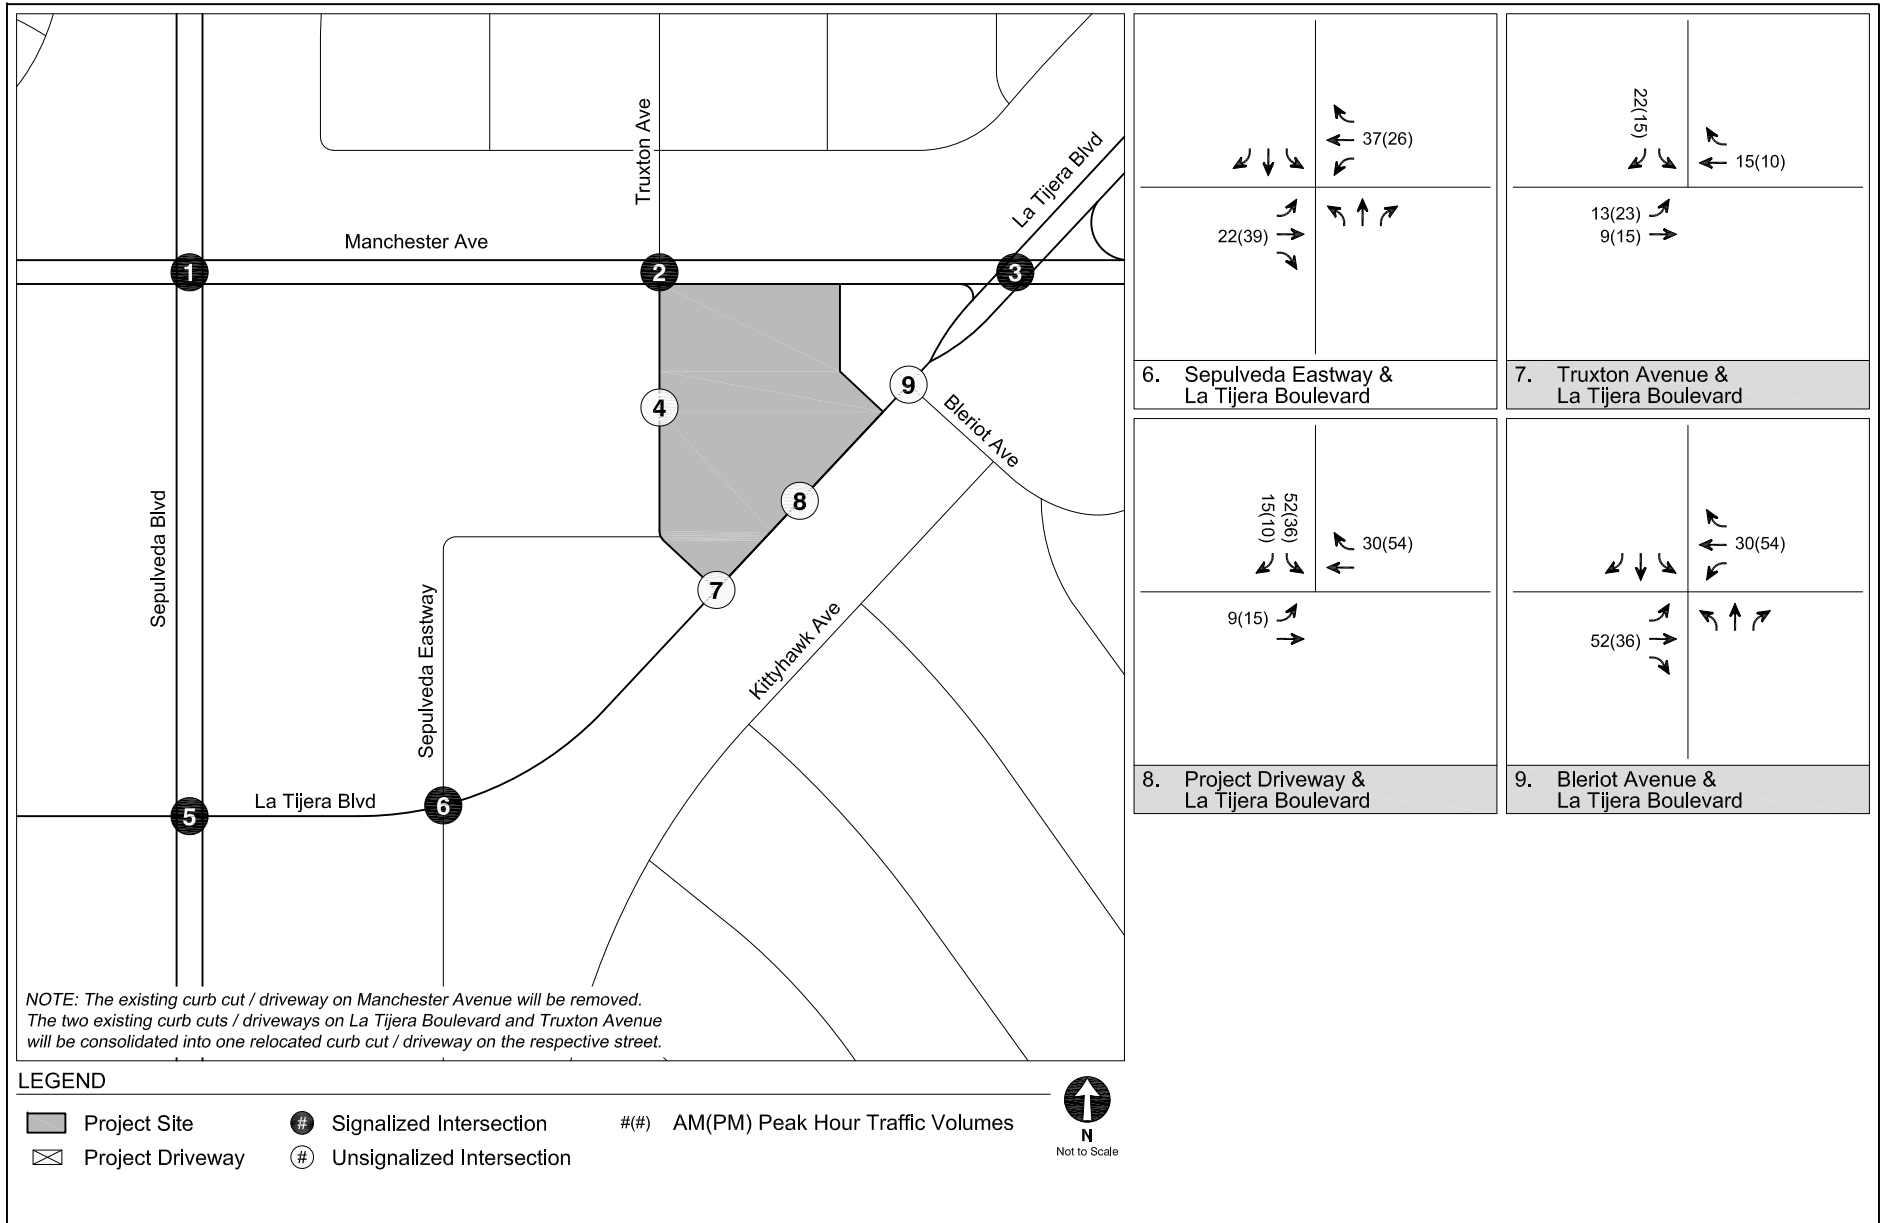 Truxton Ave
La Tijera Blvd
Manchester Ave
1
2
3
9
4
Bleriot Ave
8
Sepulveda Blvd
7
Sepulveda Eastway
Kittyhawk Ave
La Tijera Blvd
6
5
NOTE: The existing curb cut / driveway on Manchester Avenue will be removed.
The two existing curb cuts / driveways on La Tijera Boulevard and Truxton Avenue
will be consolidated into one relocated curb cut / driveway on the respective street.
37(26)
22(39)
6. Sepulveda Eastway &
La Tijera Boulevard
22(15)
15(10)
13(23)
9(15)
7. Truxton Avenue &
La Tijera Boulevard
15(10)
52(36)
30(54)
9(15)
8. Project Driveway &
La Tijera Boulevard
30(54)
52(36)
9. Bleriot Avenue &
La Tijera Boulevard
LEGEND
Project Site
# Signalized Intersection
#(#) AM(PM) Peak Hour Traffic Volumes
Project Driveway
# Unsignalized Intersection
N
Not to Scale